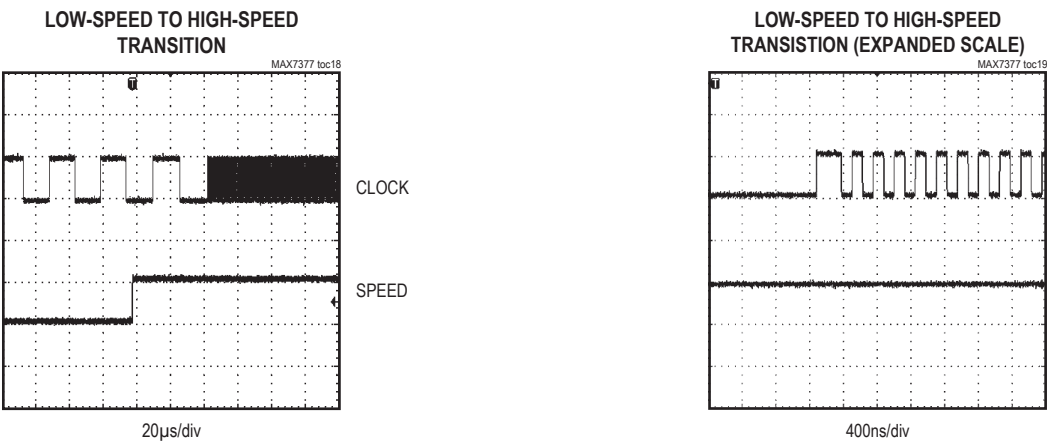 LOW-SPEED TO HIGH-SPEED
TRANSITION
MAX7377 toc18
T
CLOCK
SPEED
20µs/div
LOW-SPEED TO HIGH-SPEED
TRANSISTION (EXPANDED SCALE)
MAX7377 toc19
T
400ns/div